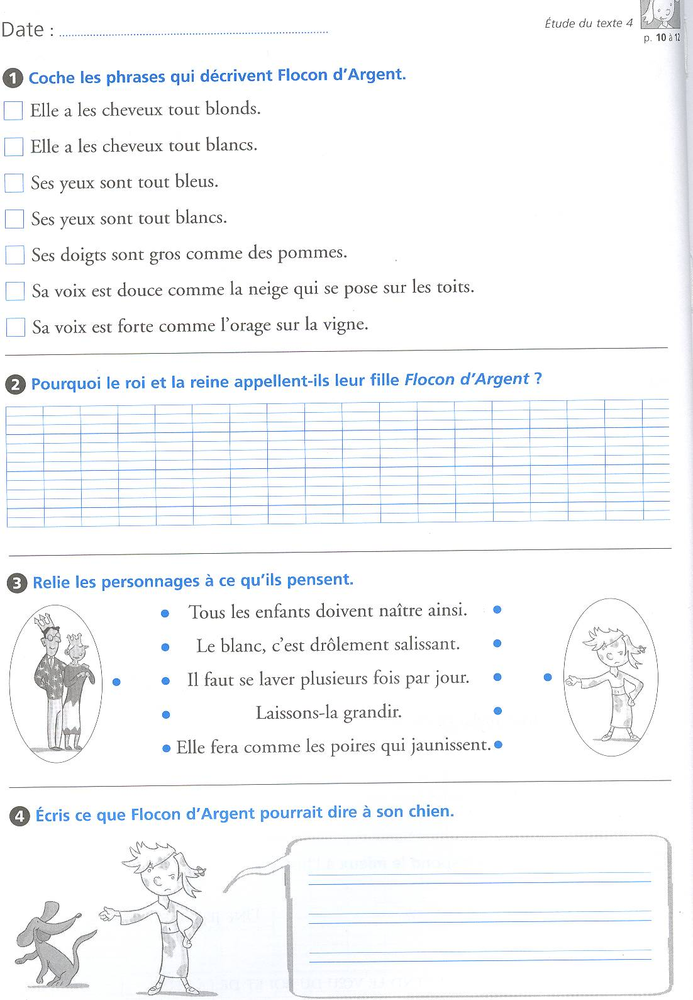 Date :
Étude du texte 4
p. 10 à 12
1 Coche les phrases qui décrivent Flocon d'Argent.
Elle a les cheveux tout blonds.
Elle a les cheveux tout blancs.
Ses yeux sont tout bleus.
Ses yeux sont tout blancs.
Ses doigts sont gros comme des pommes.
Sa voix est douce comme la neige qui se pose sur les toits.
Sa voix est forte comme l'orage sur la vigne.
2 Pourquoi le roi et la reine appellent-ils leur fille Flocon d'Argent ?
3 Relie les personnages à ce qu'ils pensent.
Tous les enfants doivent naître ainsi.
Le blanc, c'est drôlement salissant.
Il faut se laver plusieurs fois par jour.
Laissons-la grandir.
Elle fera comme les poires qui jaunissent.
4 Écris ce que Flocon d'Argent pourrait dire à son chien.